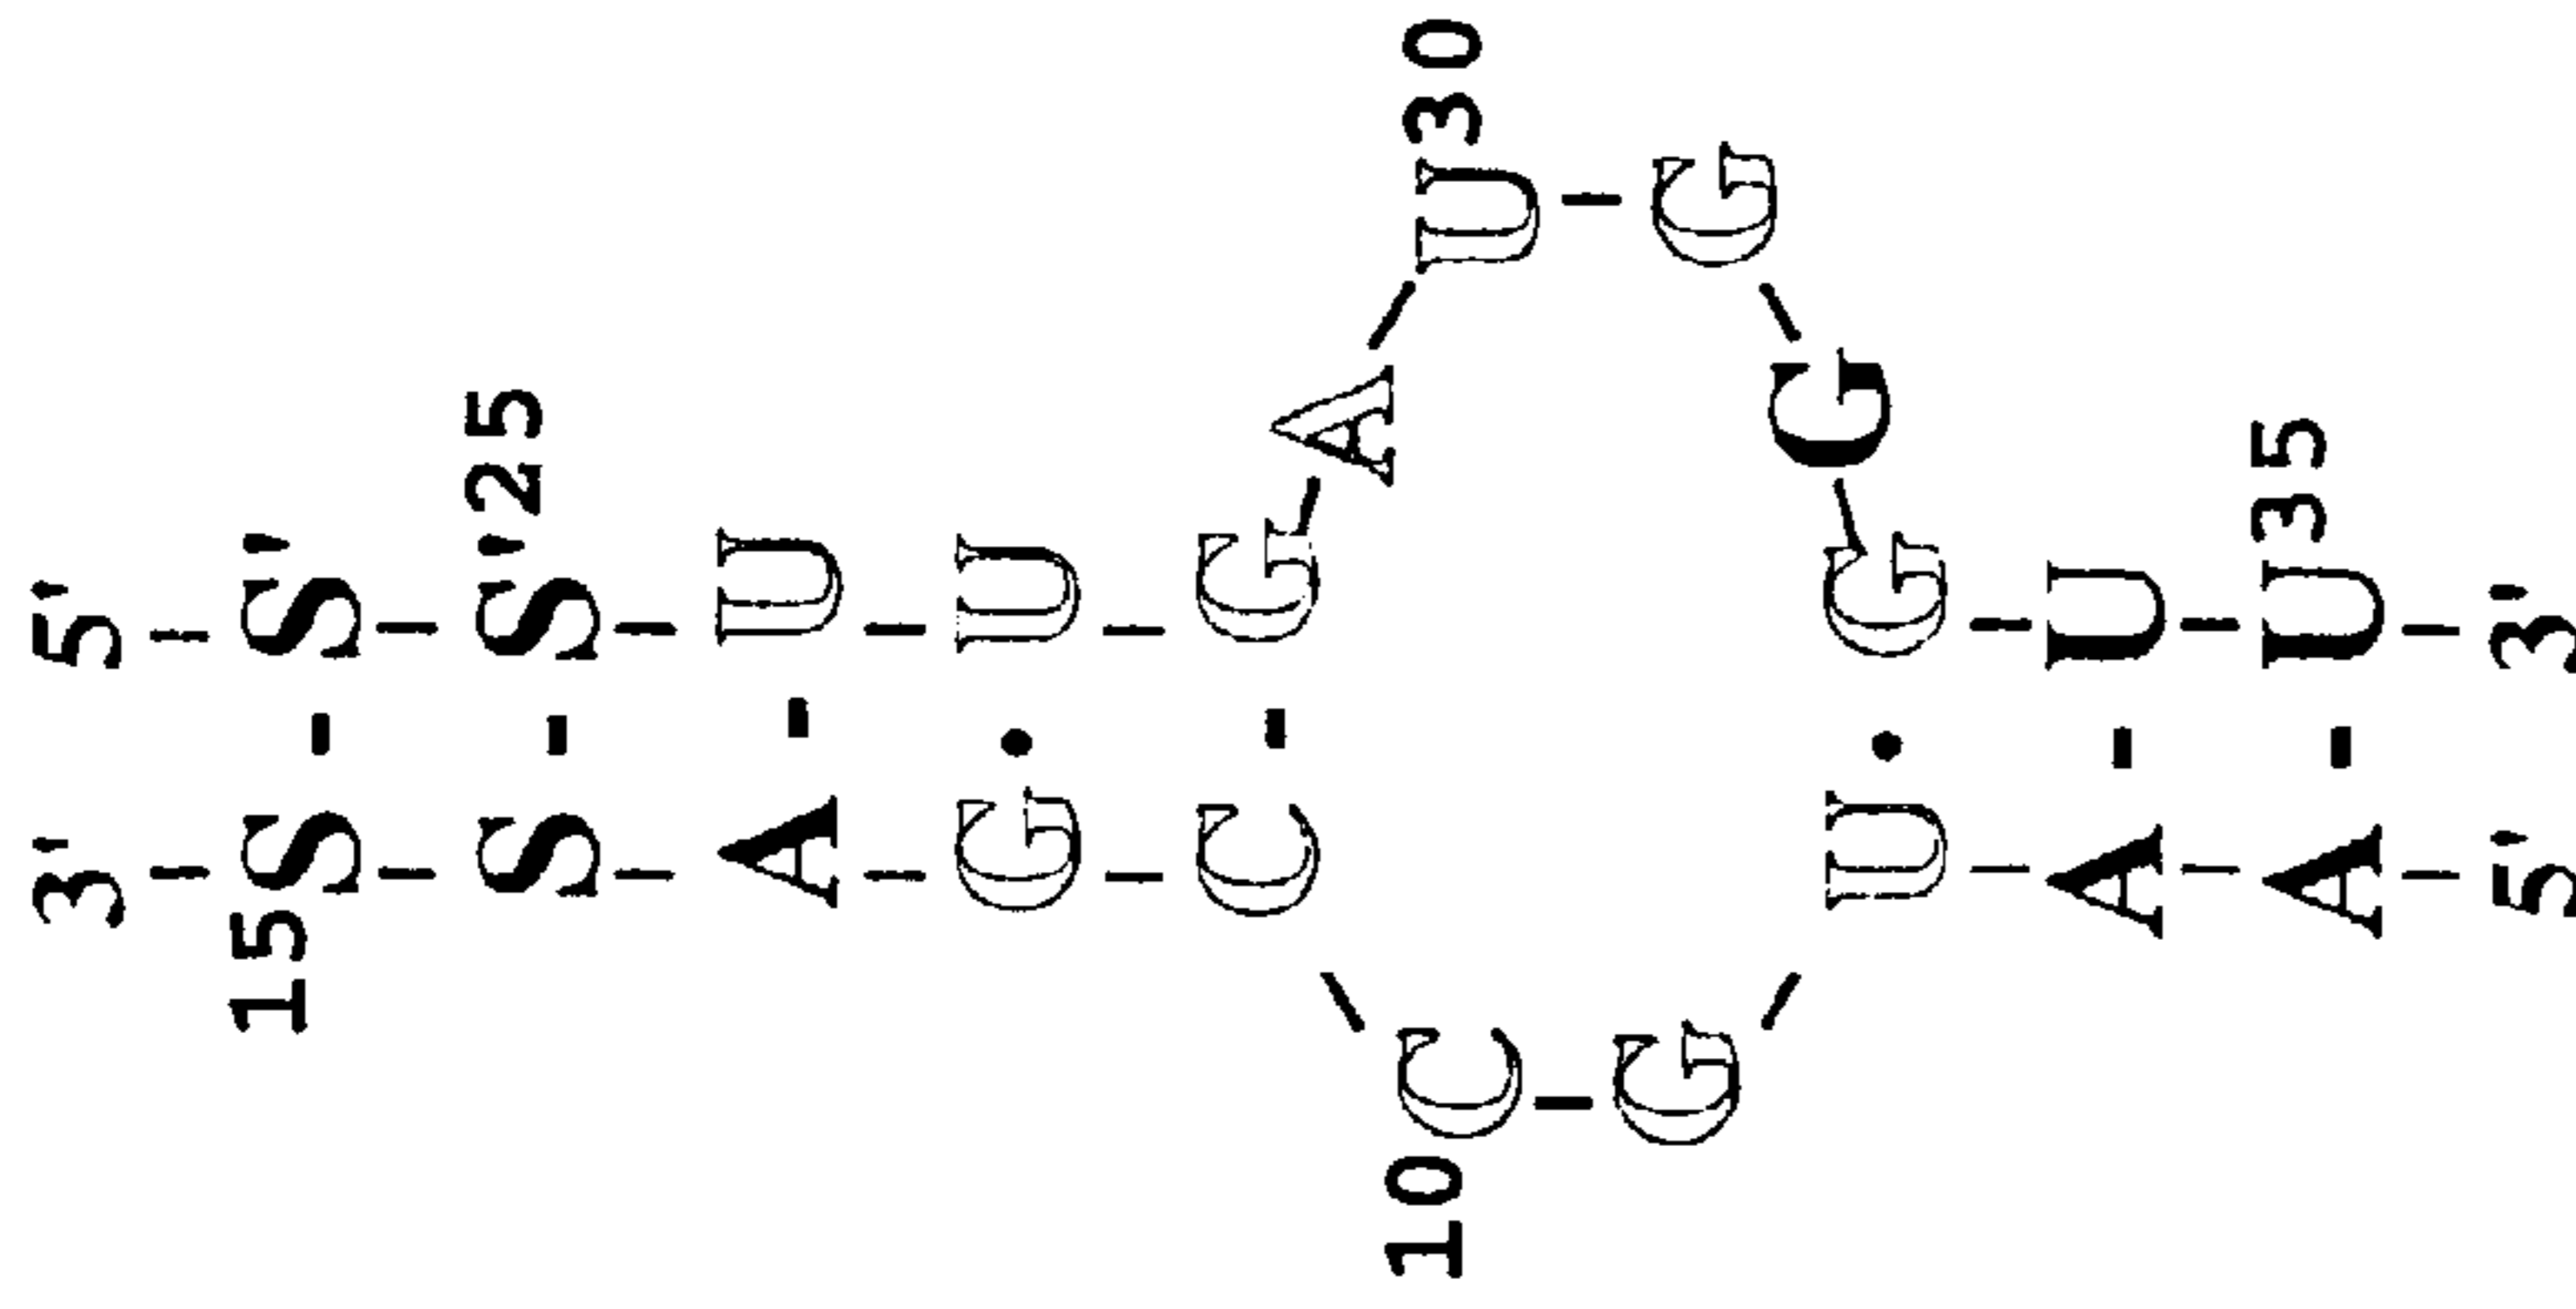 3' 5'
15S - S'
S - S'25
A - U
G • U
C - G
A
10C U30
G G
G
U • G
A - U
A - U35
5' 3'